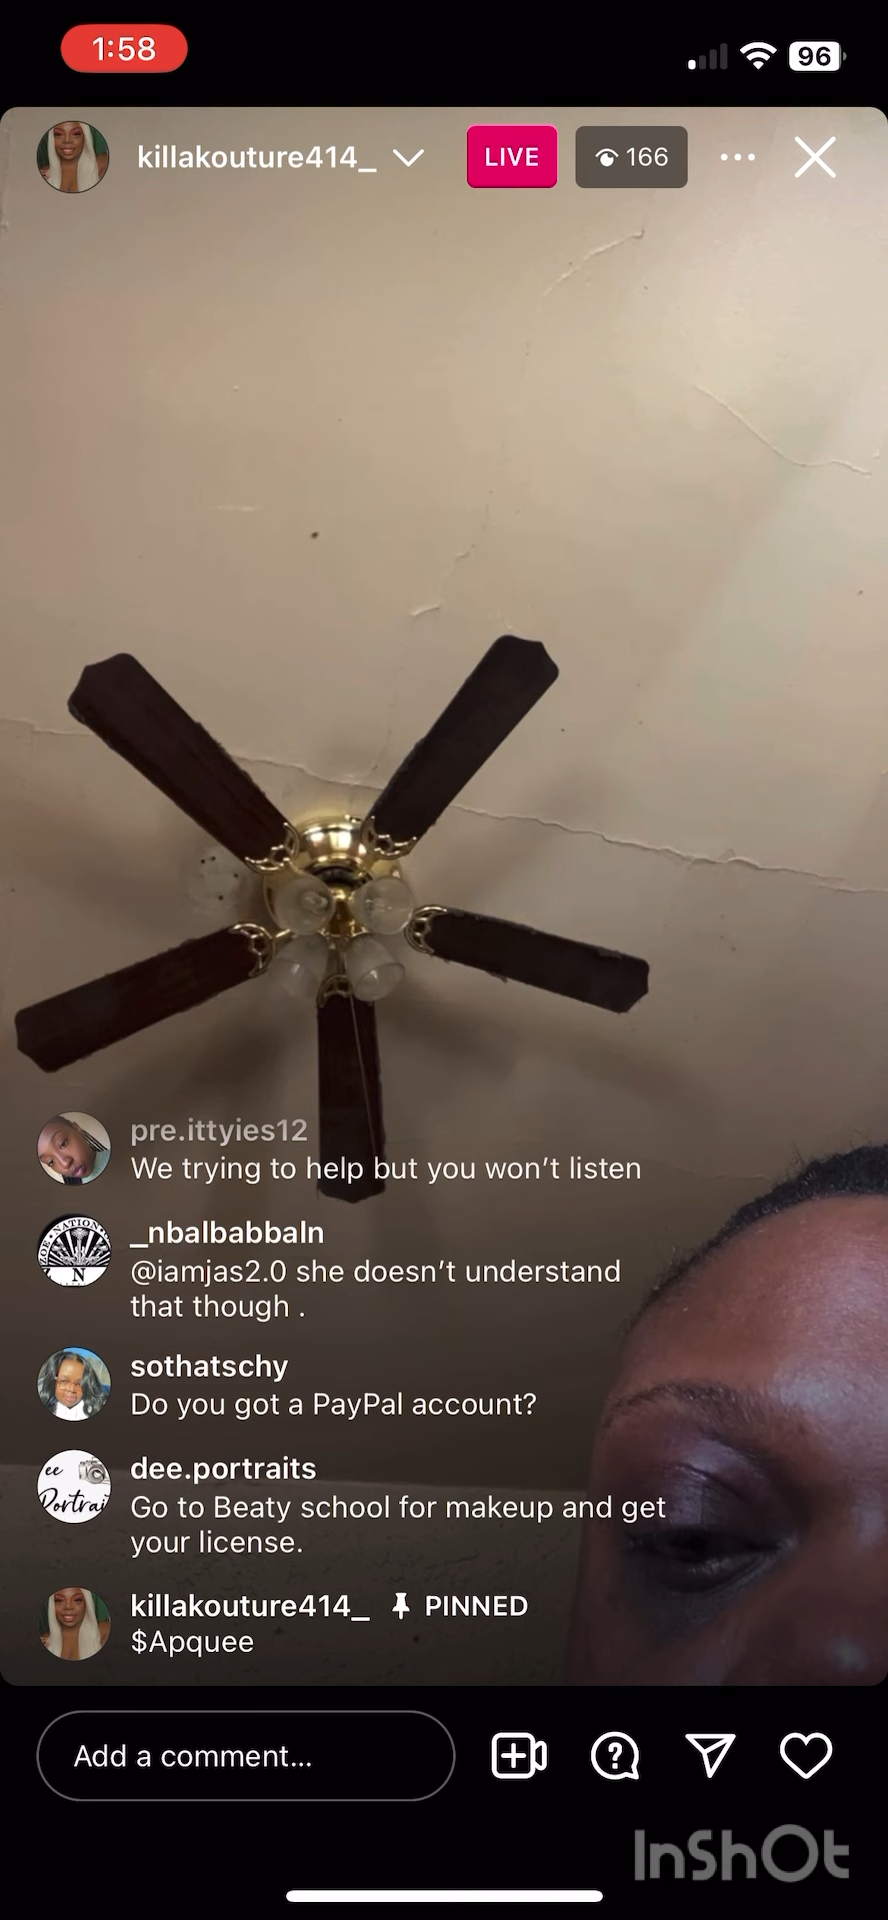 1:58
96
killakouture414_
LIVE
166
pre.ittyies12
We trying to help but you won’t listen
_nbalbabbaln
@iamjas2.0 she doesn’t understand
that though .
sothatschy
Do you got a PayPal account?
dee.portraits
Go to Beaty school for makeup and get
your license.
killakouture414_ PINNED
$Apquee
Add a comment...
InShOt